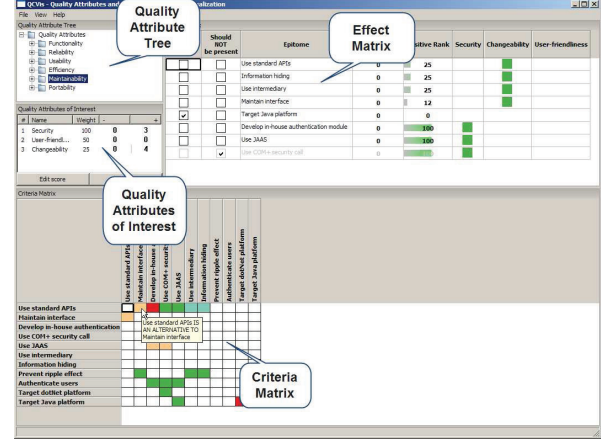 QCVis - Quality Attributes and
File View Help
Quality Attribute Tree
Quality Attributes
Functionality
Reliability
Usability
Efficiency
Maintainability
Portability
Quality Attributes of Interest
# Name Weight - +
1 Security 100 0 3
2 User-friendl... 50 0 0
3 Changeability 25 0 4
Edit score
Quality
Attribute
Tree
Should
NOT
be present
Epitome
Effect
Matrix
Security Changeability User-friendliness
Use standard APIs 0 25
Information hiding 0 25
Use intermediary 0 25
Maintain interface 0 12
Target Java platform 0 0
Develop in-house authentication module 0 100
Use JAAS 0 100
Use COM+ security call 0
Quality
Attributes
of Interest
Criteria Matrix
Use standard APIs
Maintain interface
Develop in-house a
Use COM+ securit
Use JAAS
Use intermediary
Information hiding
Prevent ripple effect
Authenticate users
Target dotNet platform
Target Java platform
Use standard APIs
Maintain interface
Develop in-house authentication
Use COM+ security call
Use JAAS
Use intermediary
Information hiding
Prevent ripple effect
Authenticate users
Target dotNet platform
Target Java platform
Use standard APIs IS
AN ALTERNATIVE TO
Maintain interface
Criteria
Matrix